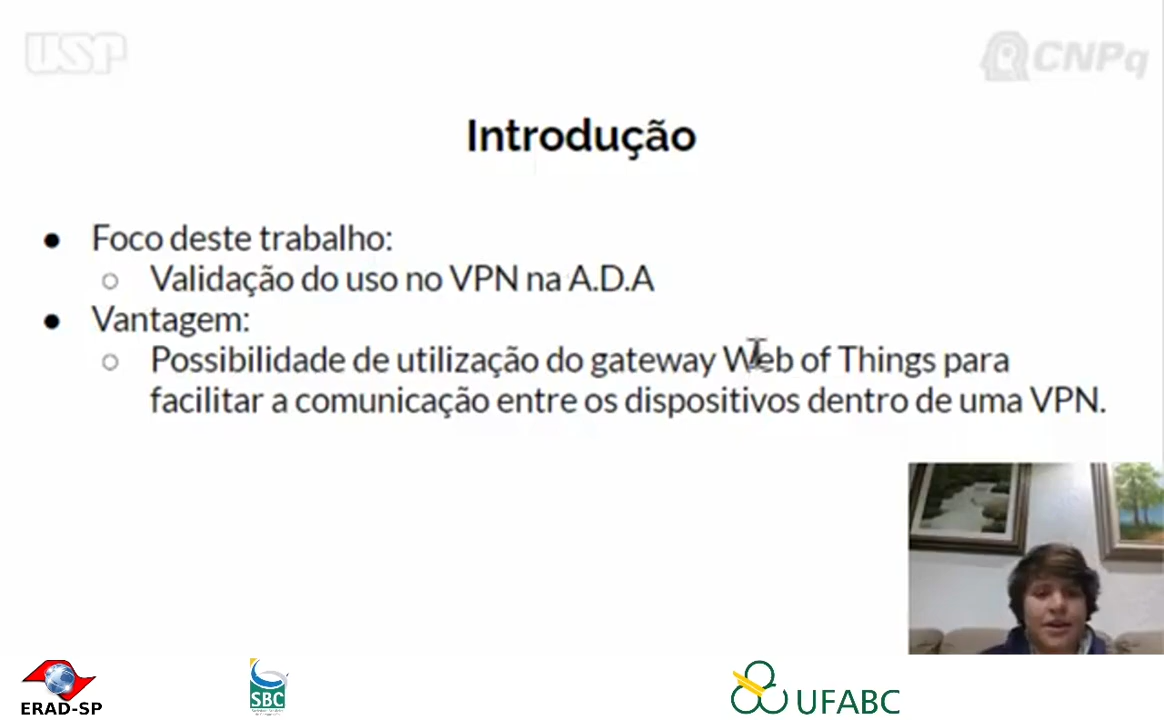 USP
CNPq
Introdução
● Foco deste trabalho:
○ Validação do uso no VPN na A.D.A
● Vantagem:
○ Possibilidade de utilização do gateway Web of Things para
facilitar a comunicação entre os dispositivos dentro de uma VPN.
ERAD-SP
SBC
UFABC